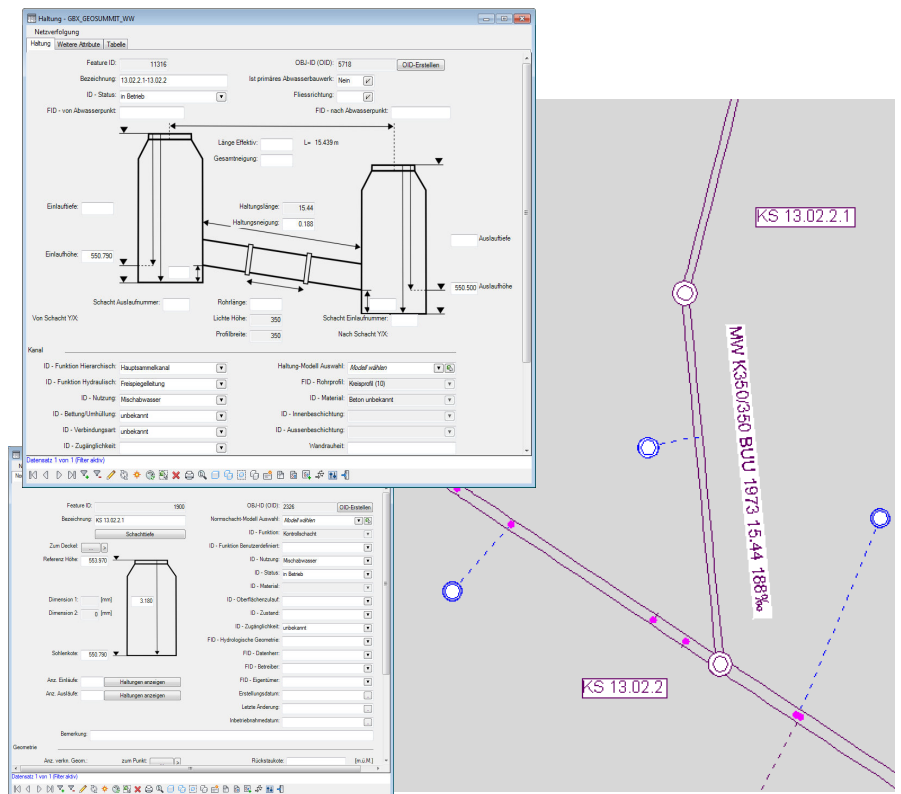 Haltung - GBX_GEOSUMMIT_WW
Netzverfolgung
Haltung Weitere Attribute Tabelle
Feature ID: 11316 OBJ-ID (OID): 5718 OID-Erstellen
Bezeichnung: 13.02.2.1-13.02.2 Ist primäres Abwasserbauwerk: Nein
ID - Status: in Betrieb Fliessrichtung:
FID - von Abwasserpunkt: FID - nach Abwasserpunkt:
Länge Effektiv: L= 15.439 m
Gesamtneigung:
Einlauftiefe: Haltungslänge: 15.44
Haltungsneigung: 0.188
Auslauftiefe
Einlaufhöhe: 550.790
550.500 Auslaufhöhe
Schacht Auslaufnummer: Rohrlänge:
Von Schacht Y/X: Lichte Höhe: 350 Schacht Einlaufnummer:
Profilbreite: 350 Nach Schacht Y/X:
Kanal
ID - Funktion Hierarchisch: Hauptsammelkanal Haltung-Modell Auswahl: Modell wählen
ID - Funktion Hydraulisch: Freispiegelleitung FID - Rohrprofil: Kreisprofil (10)
ID - Nutzung: Mischabwasser ID - Material: Beton unbekannt
ID - Bettung/Umhüllung: unbekannt ID - Innenbeschichtung:
ID - Verbindungsart: unbekannt ID - Aussenbeschichtung:
ID - Zugänglichkeit: Wandrauheit:
Datensatz 1 von 1 (Filter aktiv)
Feature ID: 1900 OBJ-ID (OID): 2326 OID-Erstellen
Bezeichnung: KS 13.02.2.1 Normschacht-Modell Auswahl: Modell wählen
Schachttiefe ID - Funktion: Kontrollschacht
Zum Deckel: ... > ID - Funktion Benutzerdefiniert:
Referenz Höhe: 553.970 ID - Nutzung: Mischabwasser
ID - Status: in Betrieb
ID - Material:
Dimension 1: [mm] 3.180 ID - Oberflächenzulauf:
Dimension 2: 0 [mm] ID - Zustand:
ID - Zugänglichkeit: unbekannt
FID - Hydrologische Geometrie:
Sohlenkote: 550.790 FID - Datenherr:
FID - Betreiber:
Anz. Einläufe: Haltungen anzeigen FID - Eigentümer:
Anz. Ausläufe: Haltungen anzeigen Erstellungsdatum:
Letzte Änderung:
Inbetriebnahmedatum:
Bemerkung:
Geometrie
Anz. verkn. Geom.: zum Punkt: ... > Rückstaukote: [m.ü.M.]
Datensatz 1 von 1 (Filter aktiv)
KS 13.02.2.1
MW K350/350 BUU 1973 15.44 188‰
KS 13.02.2